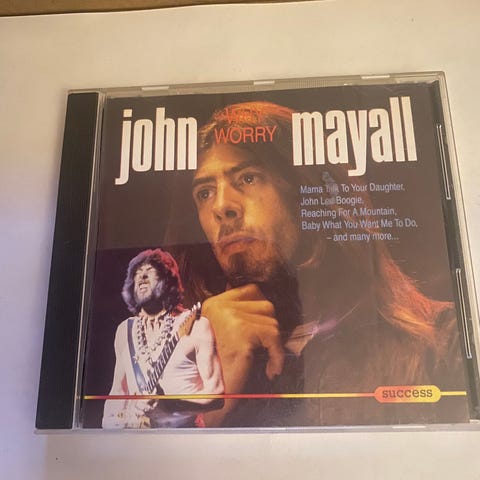 john mayall
WHY WORRY
Mama Talk To Your Daughter,
John Lee Boogie,
Reaching For A Mountain,
Baby What You Want Me To Do,
– and many more...
success